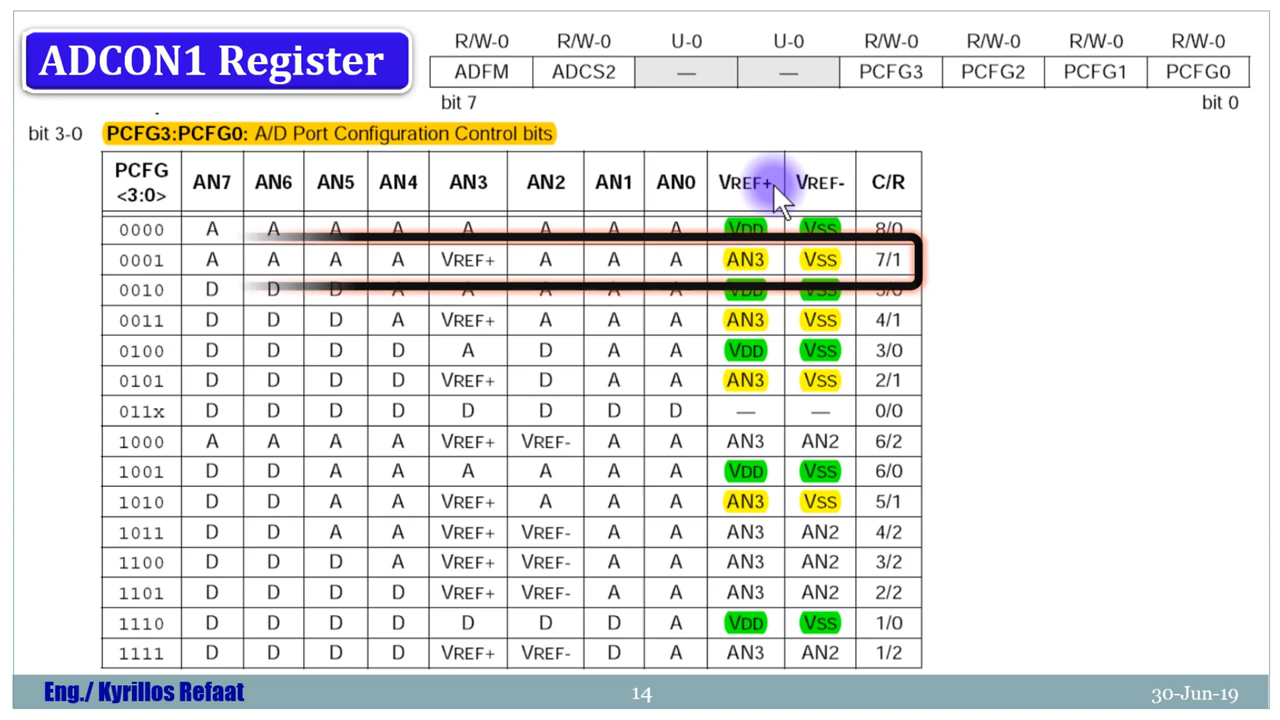 ADCON1 Register
R/W-0 R/W-0 U-0 U-0 R/W-0 R/W-0 R/W-0 R/W-0
ADFM ADCS2 — — PCFG3 PCFG2 PCFG1 PCFG0
bit 7 bit 0
bit 3-0 PCFG3:PCFG0: A/D Port Configuration Control bits
PCFG <3:0> AN7 AN6 AN5 AN4 AN3 AN2 AN1 AN0 VREF+ VREF- C/R
0000 A A A A A A A A VDD VSS 8/0
0001 A A A A VREF+ A A A AN3 VSS 7/1
0010 D D D A A A A A VDD VSS 5/0
0011 D D D A VREF+ A A A AN3 VSS 4/1
0100 D D D D A D A A VDD VSS 3/0
0101 D D D D VREF+ D A A AN3 VSS 2/1
011x D D D D D D D D — — 0/0
1000 A A A A VREF+ VREF- A A AN3 AN2 6/2
1001 D D A A A A A A VDD VSS 6/0
1010 D D A A VREF+ A A A AN3 VSS 5/1
1011 D D A A VREF+ VREF- A A AN3 AN2 4/2
1100 D D D A VREF+ VREF- A A AN3 AN2 3/2
1101 D D D D VREF+ VREF- A A AN3 AN2 2/2
1110 D D D D D D D A VDD VSS 1/0
1111 D D D D VREF+ VREF- D A AN3 AN2 1/2
Eng./ Kyrillos Refaat 14 30-Jun-19